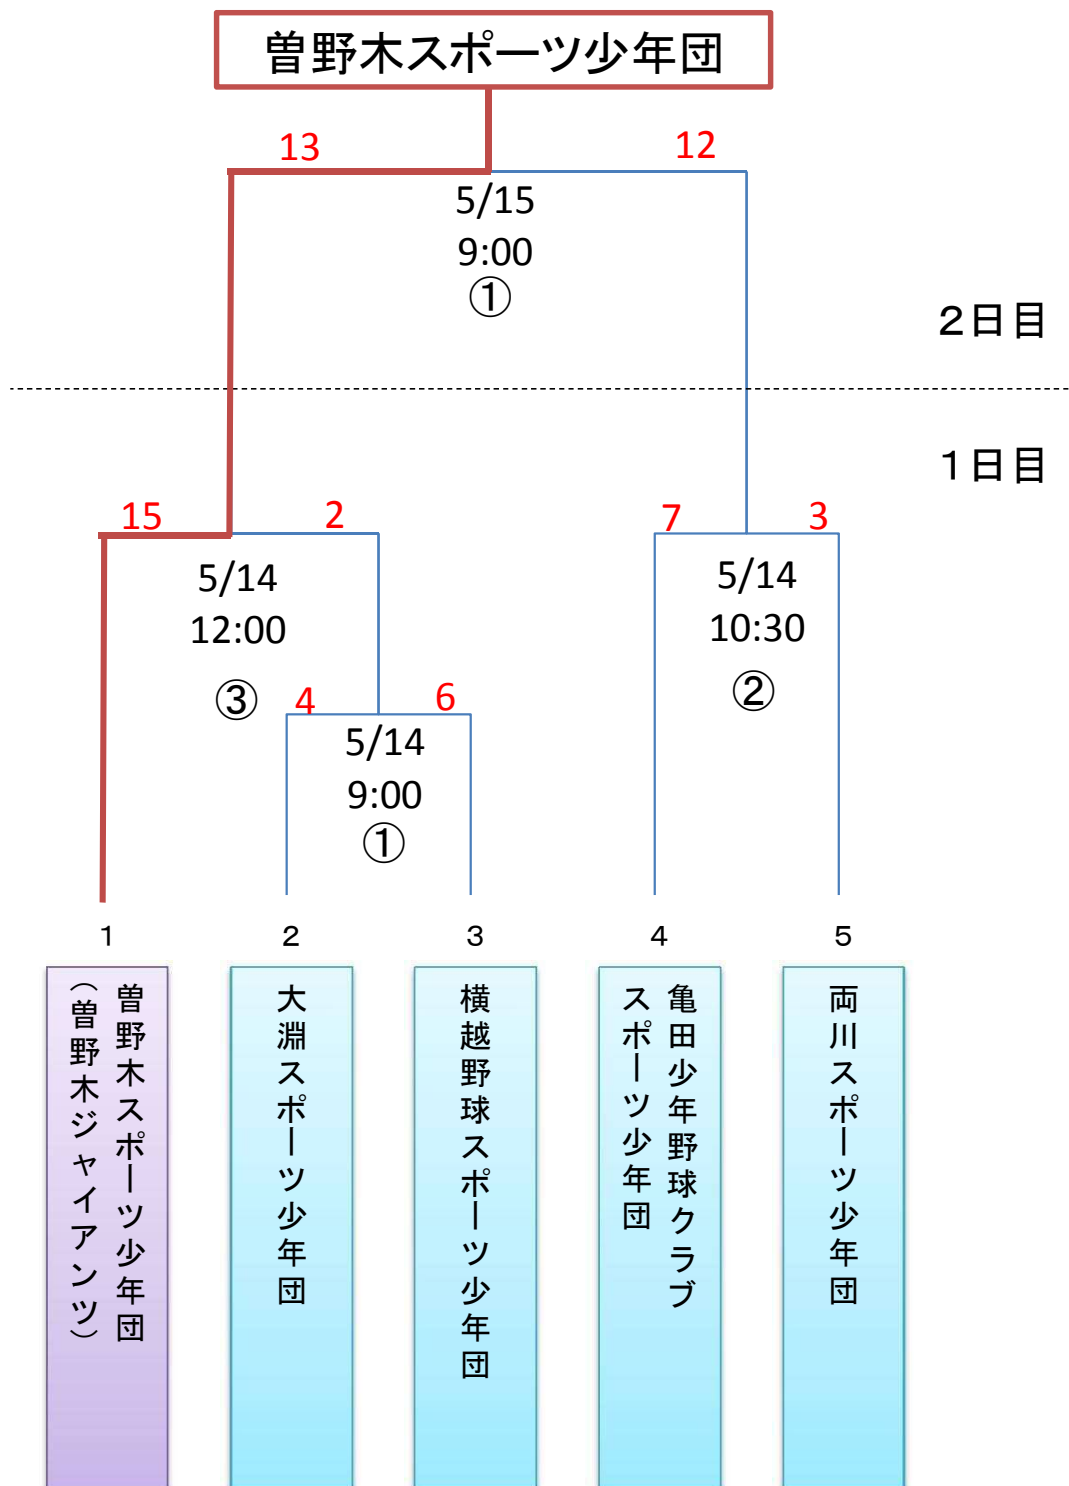 曽野木スポーツ少年団
13
12
5/15
9:00
①
２日目
１日目
15
2
7
3
5/14
12:00
③
5/14
10:30
②
4
6
5/14
9:00
①
1
2
3
4
5
曽野木スポーツ少年団
（曽野木ジャイアンツ）
大淵スポーツ少年団
横越野球スポーツ少年団
亀田少年野球クラブ
スポーツ少年団
両川スポーツ少年団